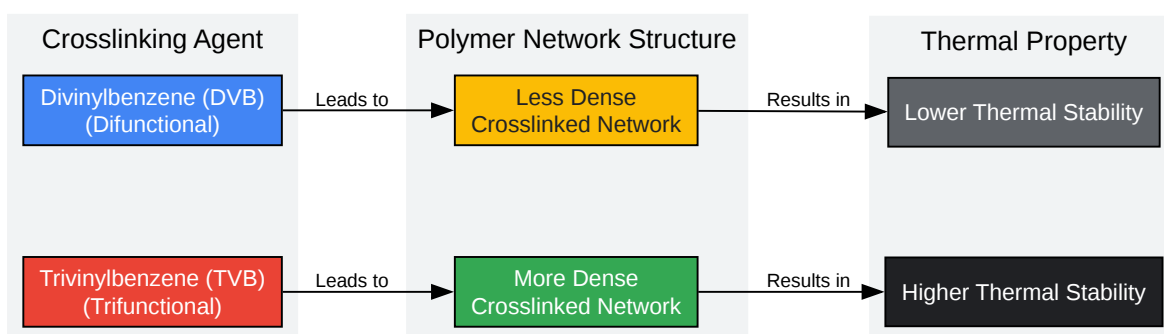 Crosslinking Agent
Polymer Network Structure
Thermal Property
Divinylbenzene (DVB)
(Difunctional)
Leads to
Less Dense
Crosslinked Network
Results in
Lower Thermal Stability
Trivinylbenzene (TVB)
(Trifunctional)
Leads to
More Dense
Crosslinked Network
Results in
Higher Thermal Stability